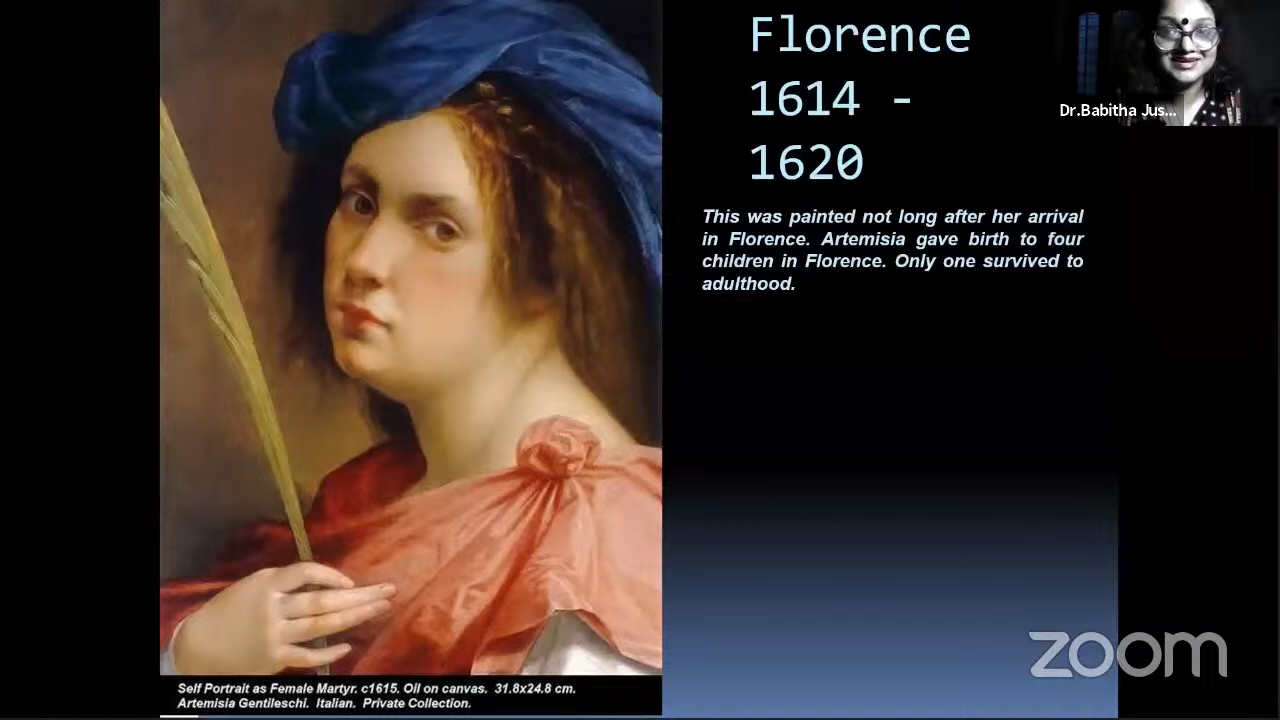 Florence
1614 -
1620
Dr.Babitha Jus...
This was painted not long after her arrival
in Florence. Artemisia gave birth to four
children in Florence. Only one survived to
adulthood.
zoom
Self Portrait as Female Martyr. c1615. Oil on canvas. 31.8x24.8 cm.
Artemisia Gentileschi. Italian. Private Collection.